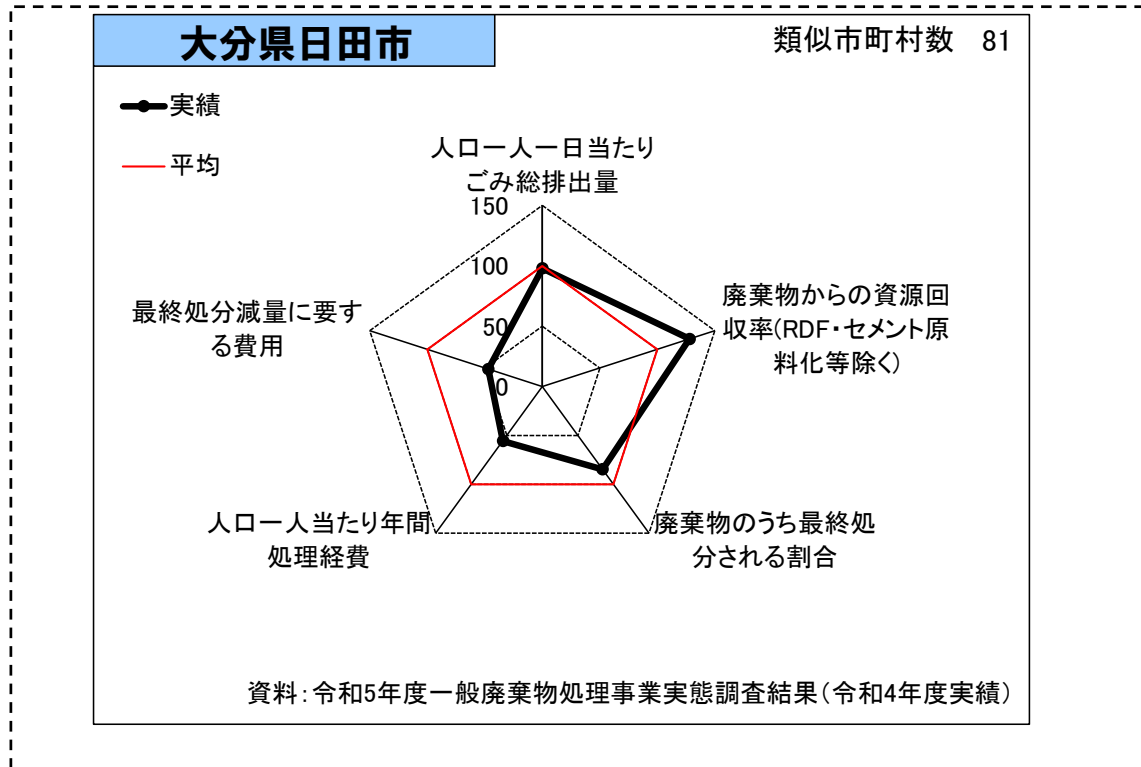 大分県日田市
類似市町村数 81
実績
平均
人口一人一日当たり
ごみ総排出量
150
100
50
0
廃棄物からの資源回
収率(RDF・セメント原
料化等除く)
最終処分減量に要す
る費用
人口一人当たり年間
処理経費
廃棄物のうち最終処
分される割合
資料:令和5年度一般廃棄物処理事業実態調査結果(令和4年度実績)